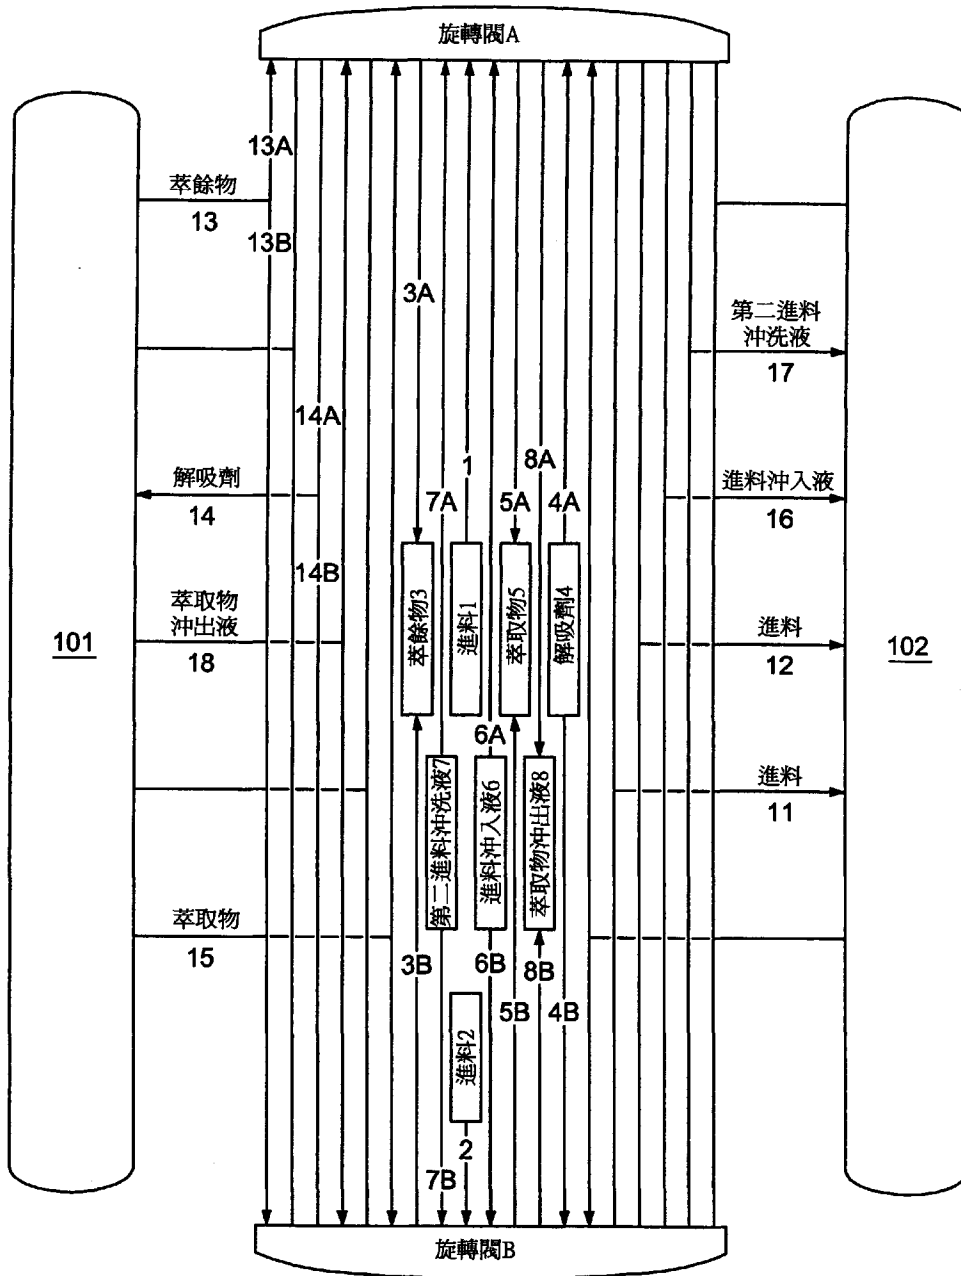 旋轉閥A
13A
萃餘物
13
13B
3A
第二進料
沖洗液
17
14A
1
8A
解吸劑
14
7A
5A
4A
進料沖入液
16
14B
萃餘物3
進料1
萃取物5
解吸劑4
萃取物
沖出液
18
101
進料
12
102
6A
第二進料沖洗液7
進料沖入液6
萃取物沖出液8
進料
11
萃取物
15
3B
6B
8B
5B
4B
進料2
2
7B
旋轉閥B